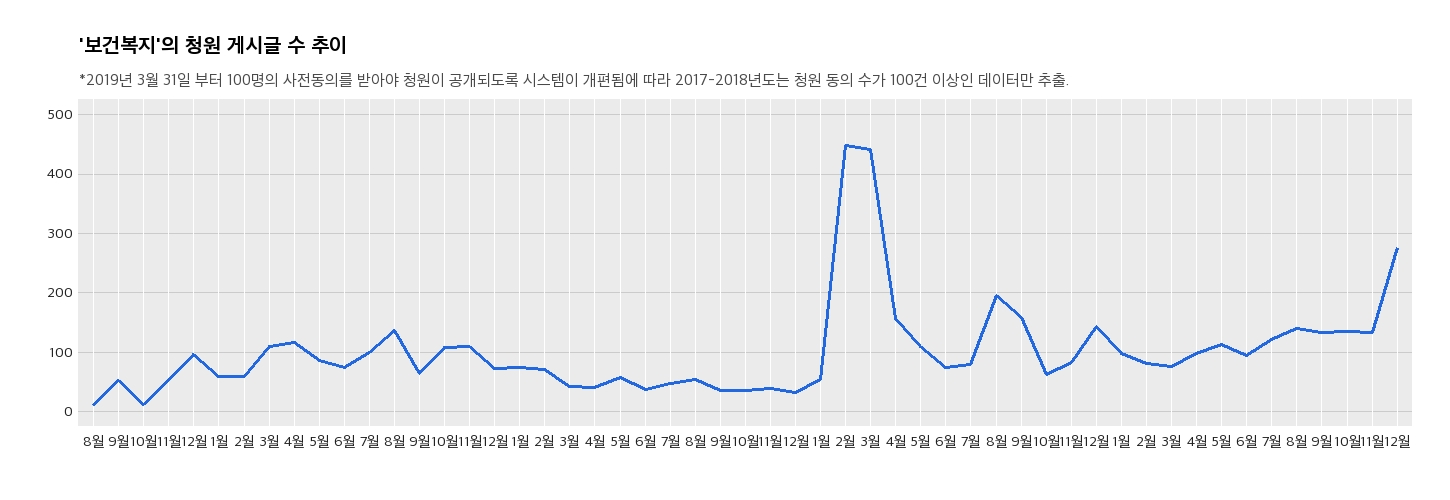 '보건복지'의 청원 게시글 수 추이
*2019년 3월 31일 부터 100명의 사전동의를 받아야 청원이 공개되도록 시스템이 개편됨에 따라 2017-2018년도는 청원 동의 수가 100건 이상인 데이터만 추출.
500
400
300
200
100
0
8월 9월 10월 11월 12월 1월 2월 3월 4월 5월 6월 7월 8월 9월 10월 11월 12월 1월 2월 3월 4월 5월 6월 7월 8월 9월 10월 11월 12월 1월 2월 3월 4월 5월 6월 7월 8월 9월 10월 11월 12월 1월 2월 3월 4월 5월 6월 7월 8월 9월 10월 11월 12월